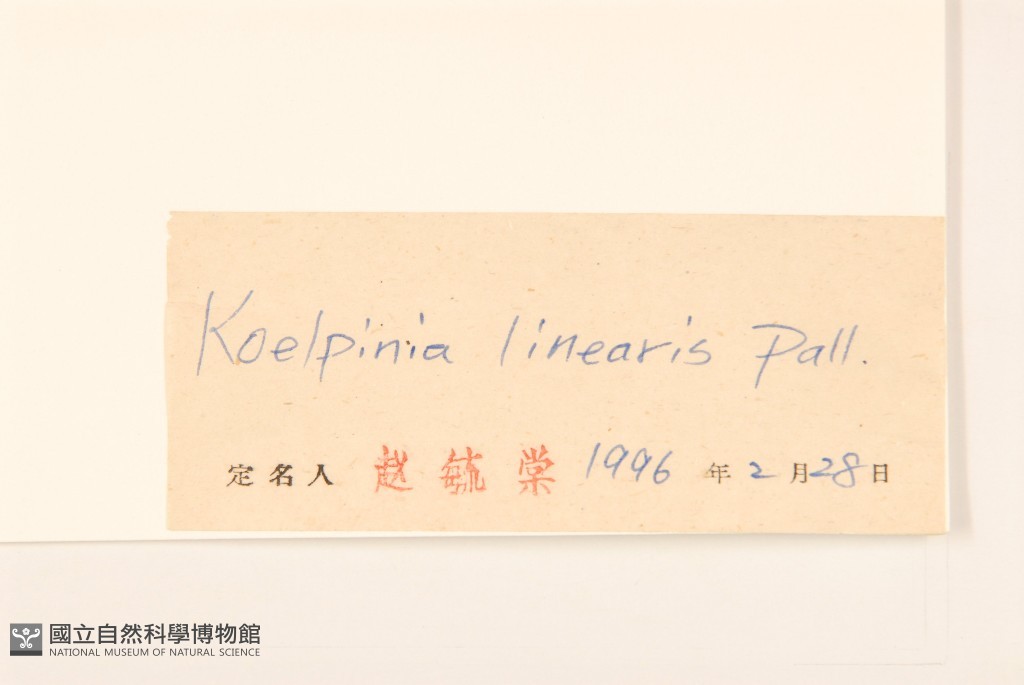 Koelpinia linearis Pall.
定名人 赵毓棠 1996 年 2 月 28 日
國立自然科學博物館
NATIONAL MUSEUM OF NATURAL SCIENCE